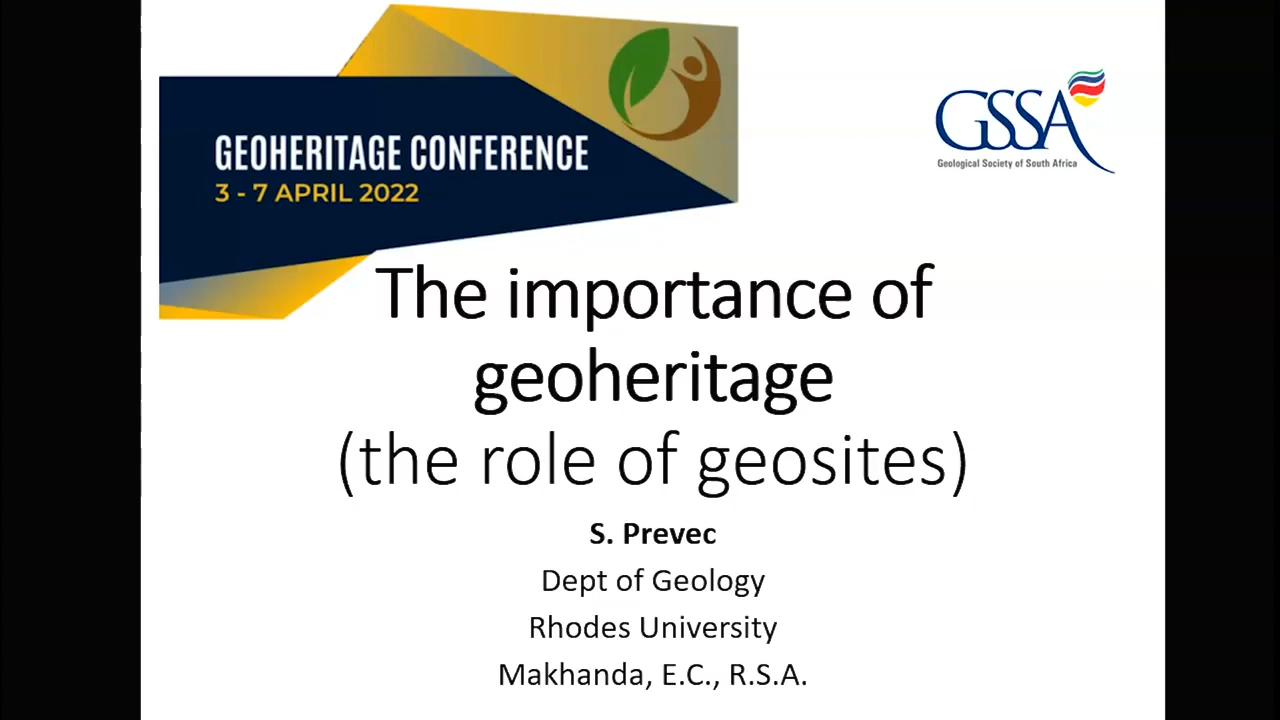 GEOHERITAGE CONFERENCE
3 - 7 APRIL 2022
GSSA
Geological Society of South Africa
The importance of
geoheritage
(the role of geosites)
S. Prevec
Dept of Geology
Rhodes University
Makhanda, E.C., R.S.A.